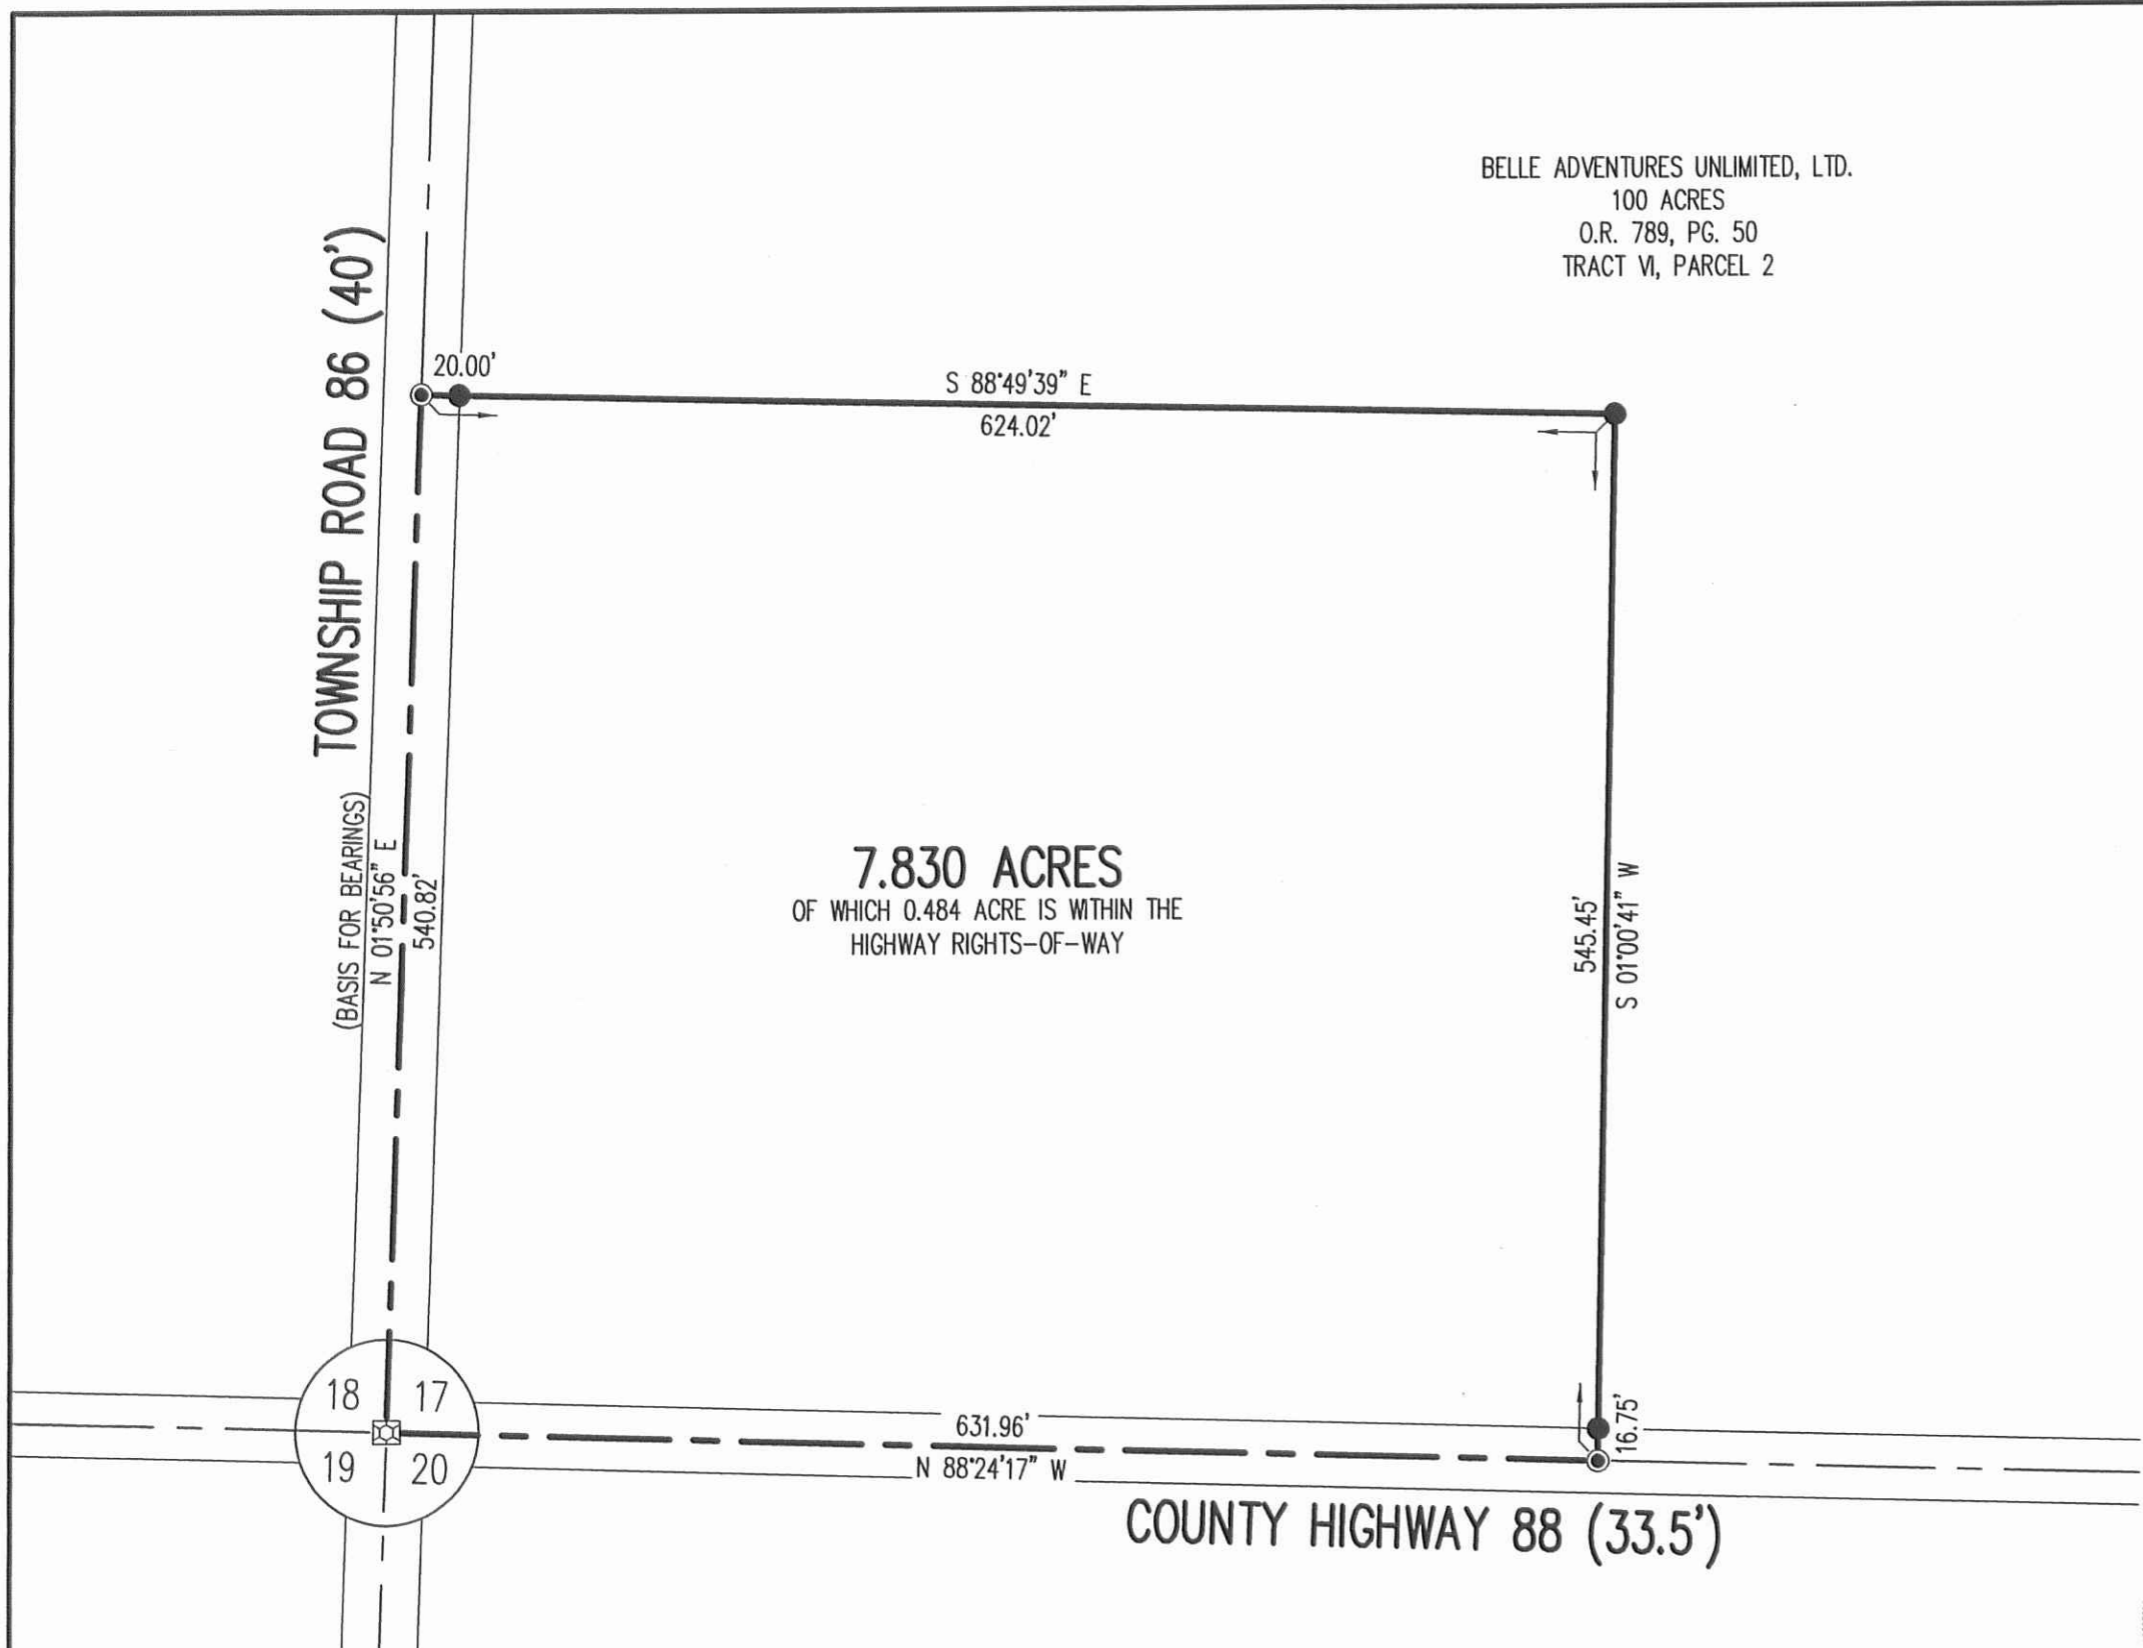 BELLE ADVENTURES UNLIMITED, LTD.
100 ACRES
O.R. 789, PG. 50
TRACT VI, PARCEL 2
TOWNSHIP ROAD 86 (40')
20.00'
S 88°49'39" E
624.02'
(BASIS FOR BEARINGS)
N 01°50'56" E
540.82'
7.830 ACRES
OF WHICH 0.484 ACRE IS WITHIN THE
HIGHWAY RIGHTS-OF-WAY
545.45'
S 01°00'41" W
18 17
19 20
631.96'
N 88°24'17" W
16.75'
COUNTY HIGHWAY 88 (33.5')